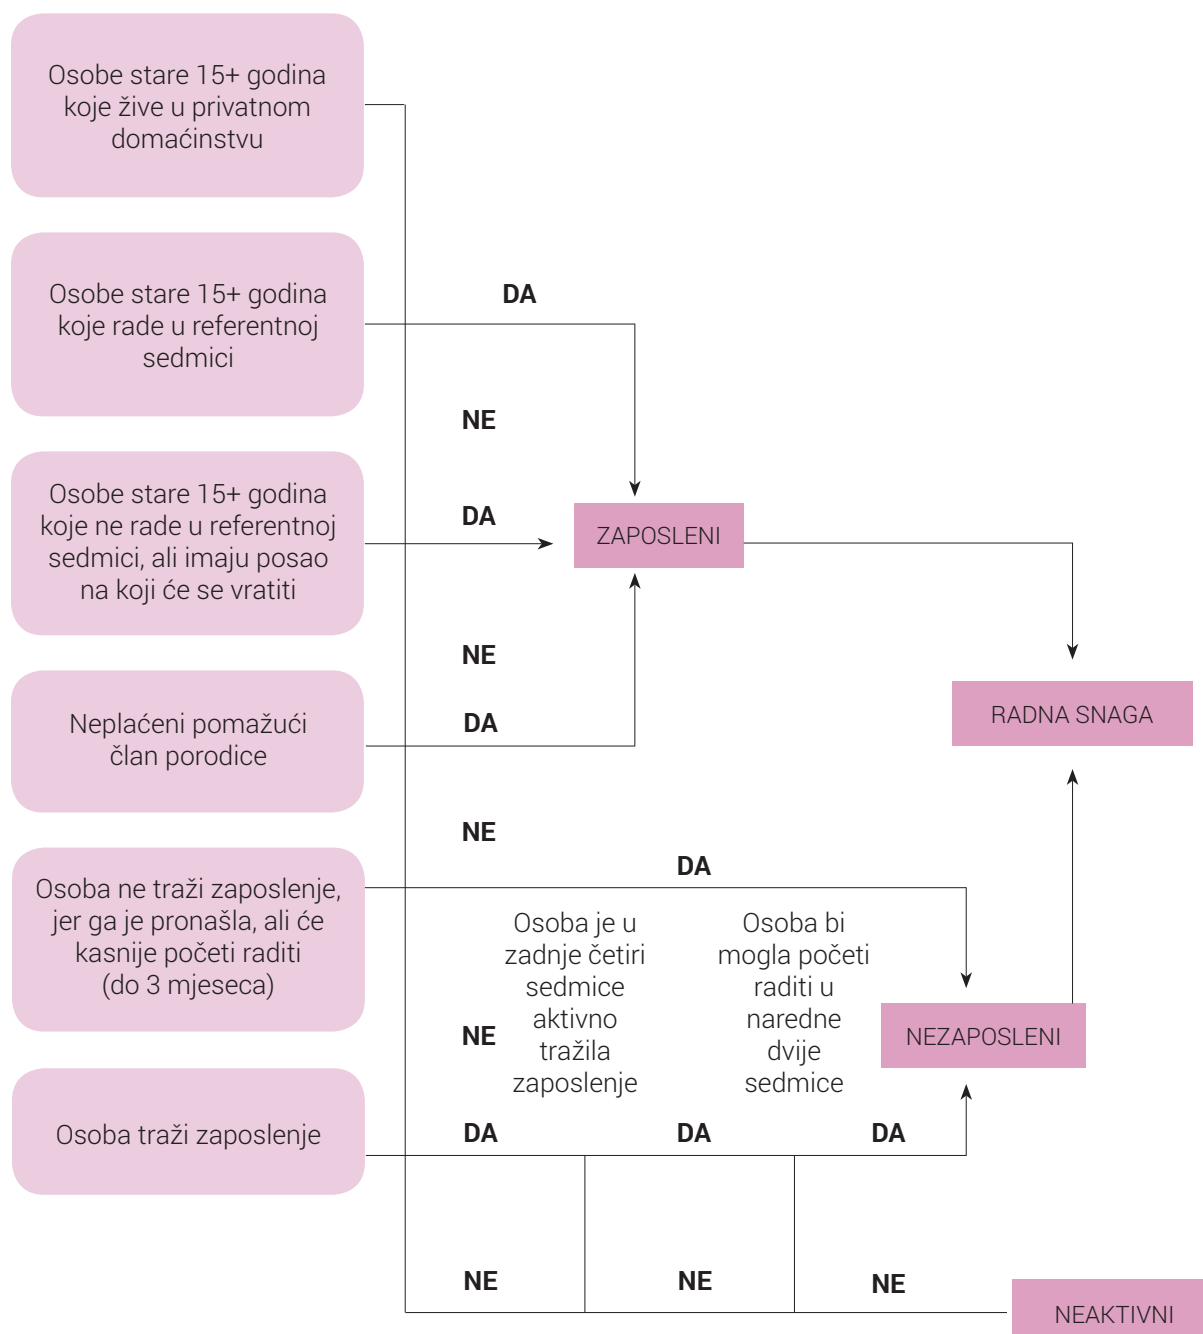 Osobe stare 15+ godina
koje žive u privatnom
domaćinstvu
Osobe stare 15+ godina
koje rade u referentnoj
sedmici
DA
NE
Osobe stare 15+ godina
koje ne rade u referentnoj
sedmici, ali imaju posao
na koji će se vratiti
DA
ZAPOSLENI
NE
Neplaćeni pomažući
član porodice
DA
RADNA SNAGA
NE
Osoba ne traži zaposlenje,
jer ga je pronašla, ali će
kasnije početi raditi
(do 3 mjeseca)
DA
NE
Osoba je u
zadnje četiri
sedmice
aktivno
tražila
zaposlenje
Osoba bi
mogla početi
raditi u
naredne
dvije
sedmice
NEZAPOSLENI
Osoba traži zaposlenje
DA
DA
DA
NE
NE
NE
NEAKTIVNI